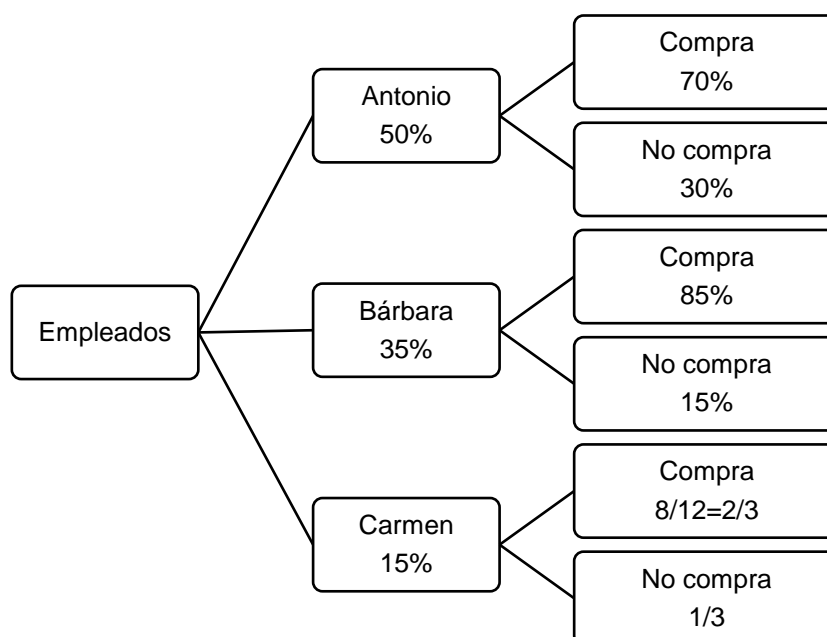 Empleados
Antonio
50%
Compra
70%
No compra
30%
Bárbara
35%
Compra
85%
No compra
15%
Carmen
15%
Compra
8/12=2/3
No compra
1/3